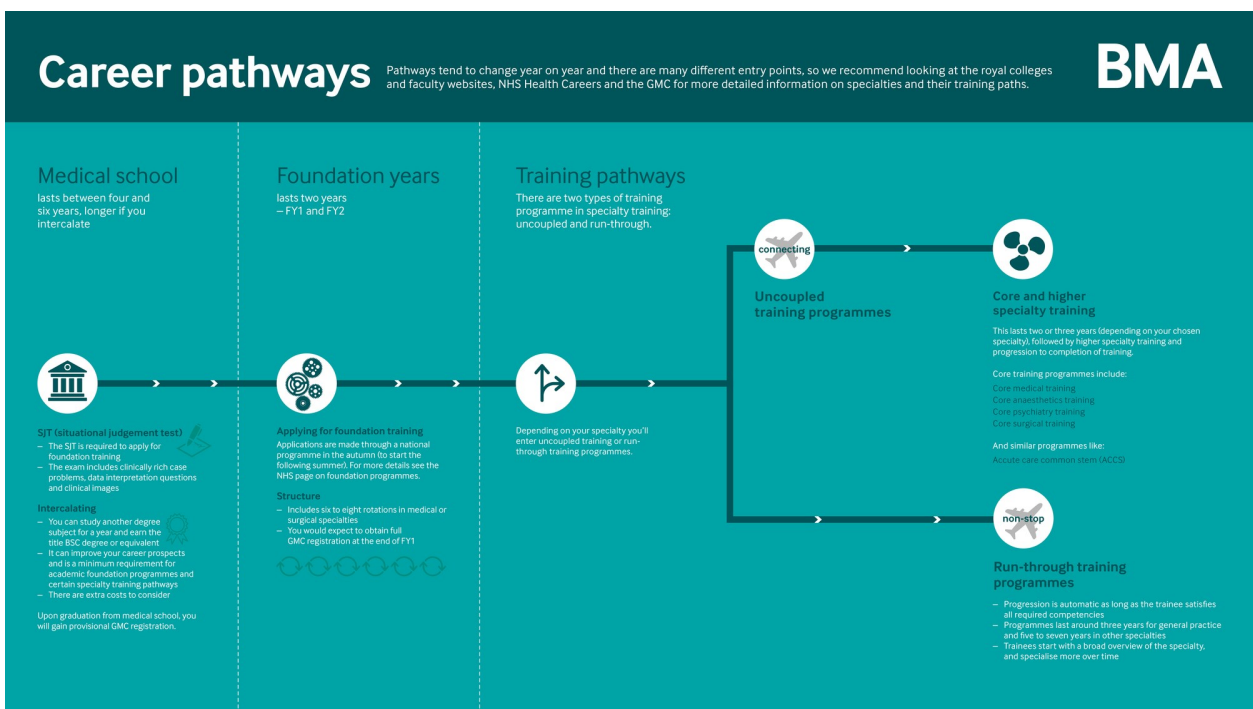 Career pathways
Pathways tend to change year on year and there are many different entry points, so we recommend looking at the royal colleges
and faculty websites, NHS Health Careers and the GMC for more detailed information on specialties and their training paths.
BMA
Medical school
lasts between four and
six years, longer if you
intercalate
SJT (situational judgement test)
– The SJT is required to apply for
foundation training
– The exam includes clinically rich case
problems, data interpretation questions
and clinical images
Intercalating
– You can study another degree
subject for a year and earn the
title BSC degree or equivalent
– It can improve your career prospects
and is a minimum requirement for
academic foundation programmes and
certain specialty training pathways
– There are extra costs to consider
Upon graduation from medical school, you
will gain provisional GMC registration.
Foundation years
lasts two years
– FY1 and FY2
Applying for foundation training
Applications are made through a national
programme in the autumn (to start the
following summer). For more details see the
NHS page on foundation programmes.
Structure
– Includes six to eight rotations in medical or
surgical specialties
– You would expect to obtain full
GMC registration at the end of FY1
Training pathways
There are two types of training
programme in specialty training:
uncoupled and run-through.
Depending on your specialty you'll
enter uncoupled training or run-
through training programmes.
connecting
Uncoupled
training programmes
Core and higher
specialty training
This lasts two or three years (depending on your chosen
specialty), followed by higher specialty training and
progression to completion of training.
Core training programmes include:
Core medical training
Core anaesthetics training
Core psychiatry training
Core surgical training
And similar programmes like:
Accute care common stem (ACCS)
non-stop
Run-through training
programmes
– Progression is automatic as long as the trainee satisfies
all required competencies
– Programmes last around three years for general practice
and five to seven years in other specialties
– Trainees start with a broad overview of the specialty,
and specialise more over time